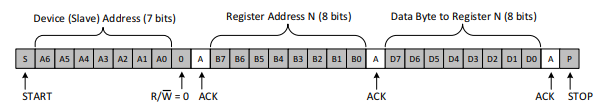 Device (Slave) Address (7 bits) Register Address N (8 bits) Data Byte to Register N (8 bits)
S A6 A5 A4 A3 A2 A1 A0 0 A B7 B6 B5 B4 B3 B2 B1 B0 A D7 D6 D5 D4 D3 D2 D1 D0 A P
START R/W̅ = 0 ACK ACK ACK STOP